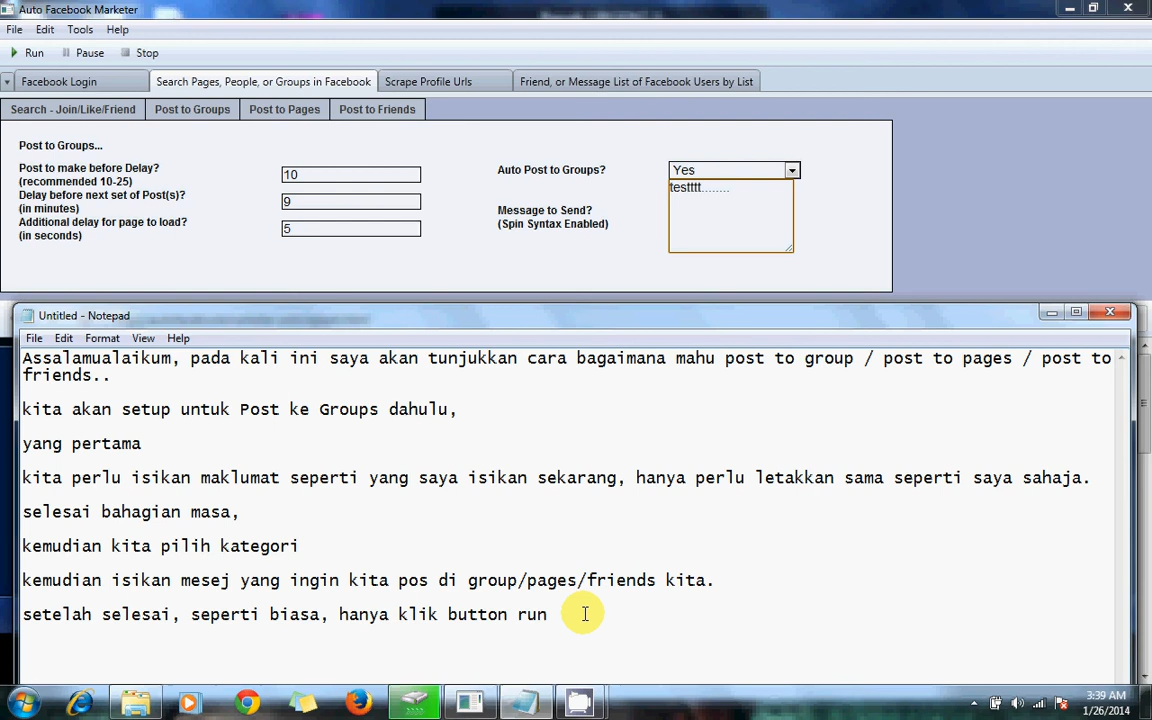 Auto Facebook Marketer
File Edit Tools Help
Run Pause Stop
Facebook Login Search Pages, People, or Groups in Facebook Scrape Profile Urls Friend, or Message List of Facebook Users by List
Search - Join/Like/Friend Post to Groups Post to Pages Post to Friends
Post to Groups...
Post to make before Delay?
(recommended 10-25)
10
Delay before next set of Post(s)?
(in minutes)
9
Additional delay for page to load?
(in seconds)
5
Auto Post to Groups?
Yes
Message to Send?
(Spin Syntax Enabled)
testttt........
Untitled - Notepad
File Edit Format View Help
Assalamualaikum, pada kali ini saya akan tunjukkan cara bagaimana mahu post to group / post to pages / post to
friends..
kita akan setup untuk Post ke Groups dahulu,
yang pertama
kita perlu isikan maklumat seperti yang saya isikan sekarang, hanya perlu letakkan sama seperti saya sahaja.
selesai bahagian masa,
kemudian kita pilih kategori
kemudian isikan mesej yang ingin kita pos di group/pages/friends kita.
setelah selesai, seperti biasa, hanya klik button run
3:39 AM
1/26/2014